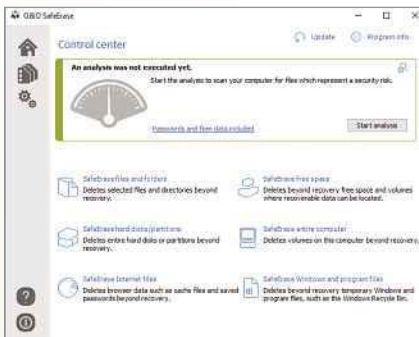 O&O SafeErase
Control center
Update
Program info
An analysis was not executed yet.
Start the analysis to scan your computer for files which represent a security risk.
Passwords and free data included
Start analysis
SafeErase files and folders
Deletes selected files and directories beyond
recovery.
SafeErase free space
Deletes beyond recovery free space and volumes
where recoverable data can be located.
SafeErase hard disks/partitions
Deletes entire hard disks or partitions beyond
recovery.
SafeErase entire computer
Deletes volumes on this computer beyond recovery.
SafeErase Internet files
Deletes browser data such as cache files and saved
passwords beyond recovery.
SafeErase Windows and program files
Deletes beyond recovery temporary Windows and
program files, such as the Windows Recycle Bin.